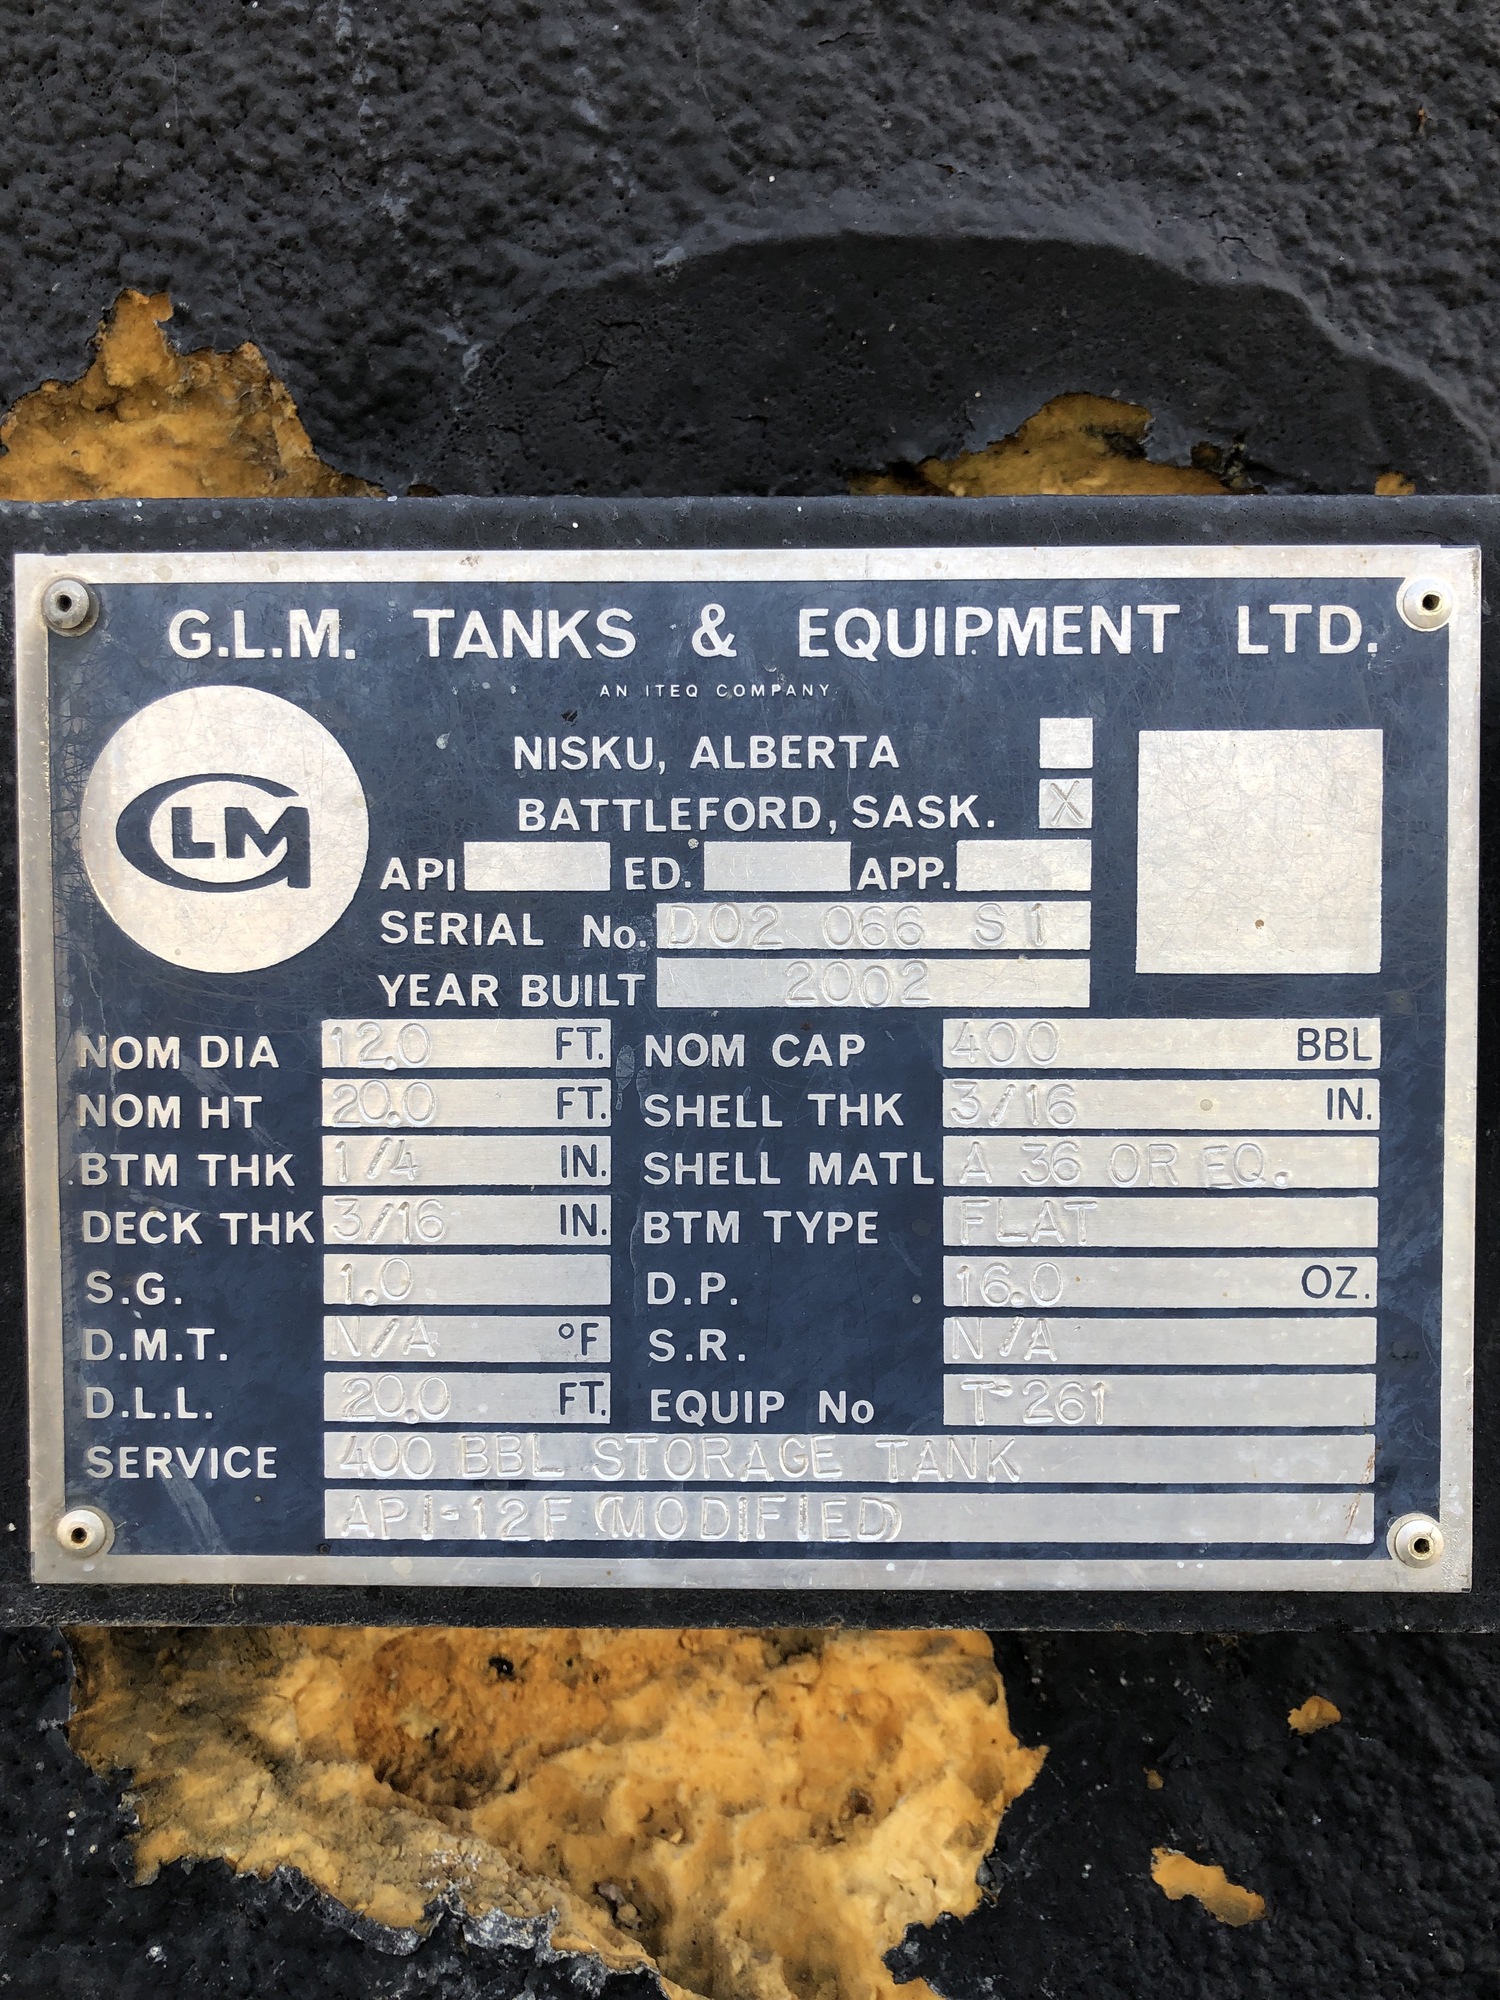 G.L.M. TANKS & EQUIPMENT LTD.
AN ITEQ COMPANY
NISKU, ALBERTA
BATTLEFORD, SASK. X
GLM
API ED. APP.
SERIAL No. D02 066 S1
YEAR BUILT 2002
NOM DIA 12.0 FT. NOM CAP 400 BBL
NOM HT 20.0 FT. SHELL THK 3/16 IN.
BTM THK 1/4 IN. SHELL MATL A 36 OR EQ.
DECK THK 3/16 IN. BTM TYPE FLAT
S.G. 1.0 D.P. 16.0 OZ.
D.M.T. N/A °F S.R. N/A
D.L.L. 20.0 FT. EQUIP No T-261
SERVICE 400 BBL STORAGE TANK
API-12F (MODIFIED)